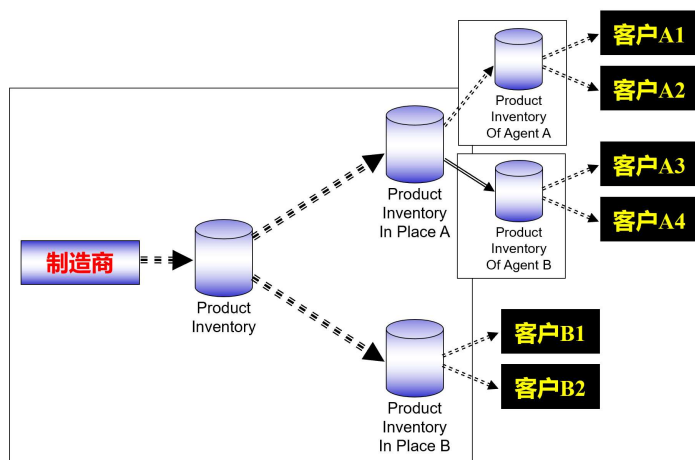 客户A1
客户A2
Product
Inventory
Of Agent A
客户A3
客户A4
Product
Inventory
Of Agent B
Product
Inventory
In Place A
制造商
Product
Inventory
客户B1
客户B2
Product
Inventory
In Place B